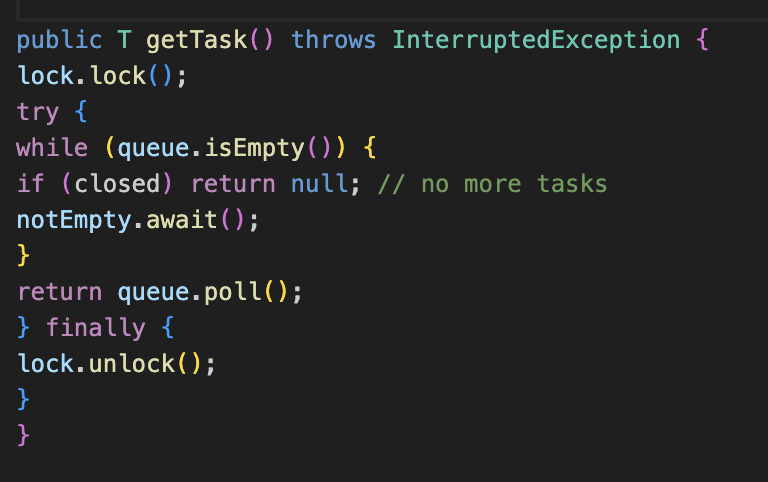 public T getTask() throws InterruptedException {
lock.lock();
try {
while (queue.isEmpty()) {
if (closed) return null; // no more tasks
notEmpty.await();
}
return queue.poll();
} finally {
lock.unlock();
}
}